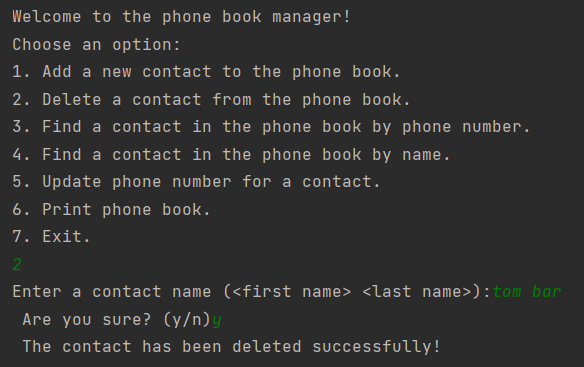 Welcome to the phone book manager!
Choose an option:
1. Add a new contact to the phone book.
2. Delete a contact from the phone book.
3. Find a contact in the phone book by phone number.
4. Find a contact in the phone book by name.
5. Update phone number for a contact.
6. Print phone book.
7. Exit.
2
Enter a contact name (<first name> <last name>):tom bar
Are you sure? (y/n)y
The contact has been deleted successfully!